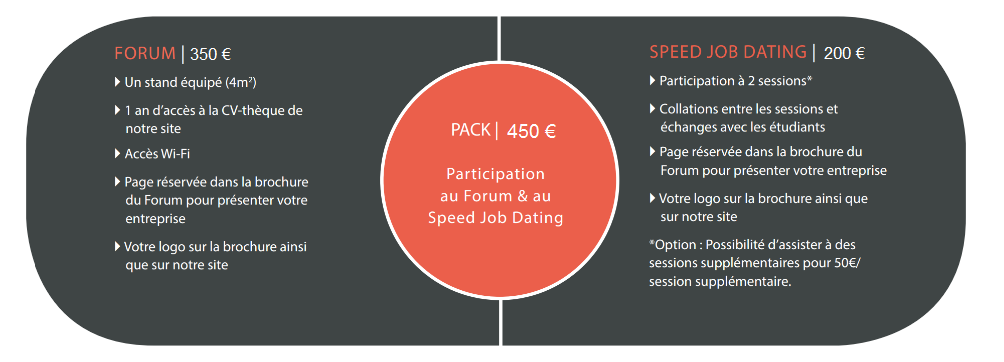 FORUM | 350 €
Un stand équipé (4m²)
1 an d'accès à la CV-thèque de
notre site
Accès Wi-Fi
Page réservée dans la brochure
du Forum pour présenter votre
entreprise
Votre logo sur la brochure ainsi
que sur notre site
PACK | 450 €
Participation
au Forum & au
Speed Job Dating
SPEED JOB DATING | 200 €
Participation à 2 sessions*
Collations entre les sessions et
échanges avec les étudiants
Page réservée dans la brochure du
Forum pour présenter votre entreprise
Votre logo sur la brochure ainsi que
sur notre site
*Option : Possibilité d'assister à des
sessions supplémentaires pour 50€/
session supplémentaire.